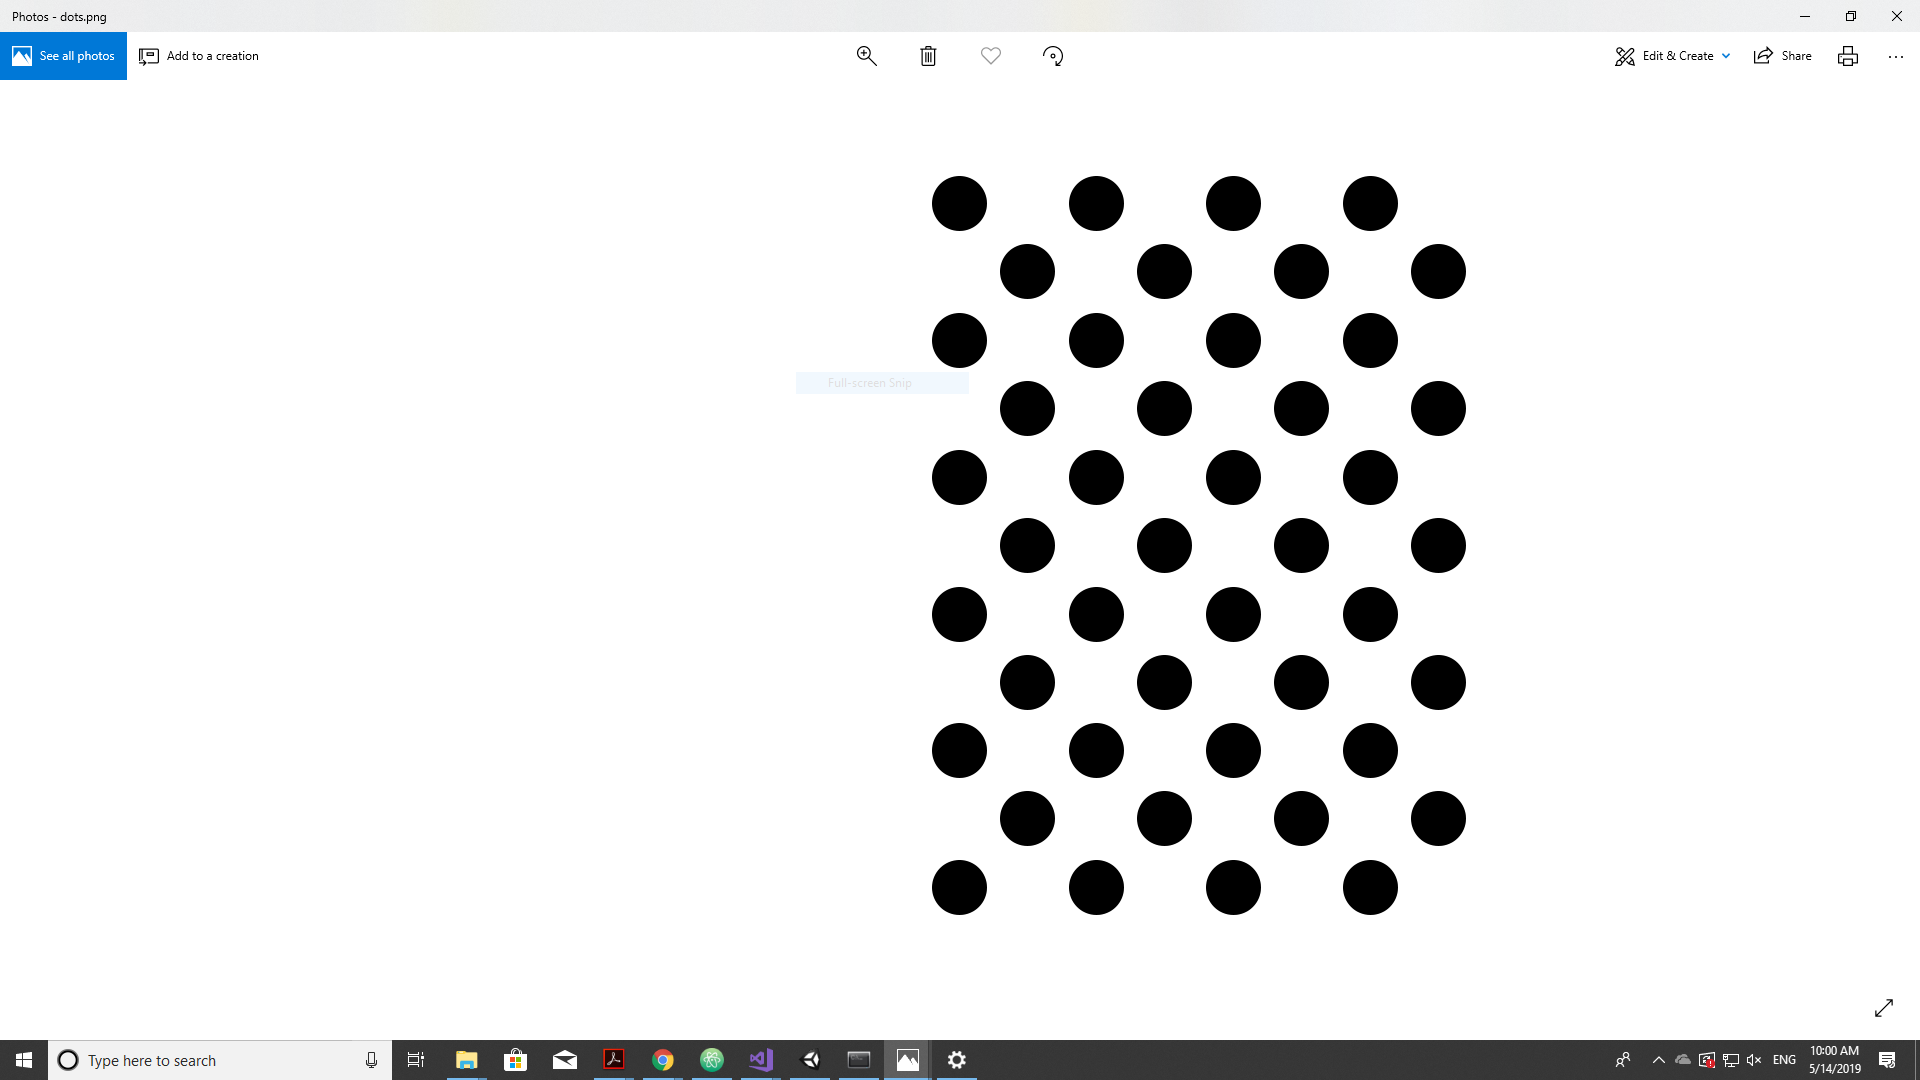 Photos - dots.png
See all photos
Add to a creation
Edit & Create
Share
Full-screen Snip
Type here to search
ENG
10:00 AM
5/14/2019